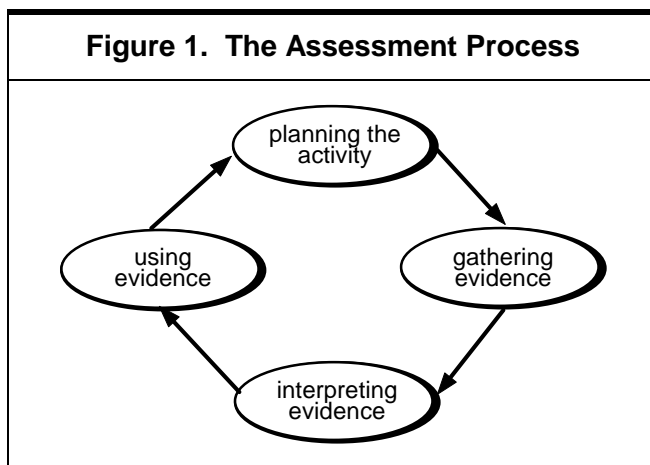 Figure 1.  The Assessment Process
planning the
activity
using
evidence
gathering
evidence
interpreting
evidence